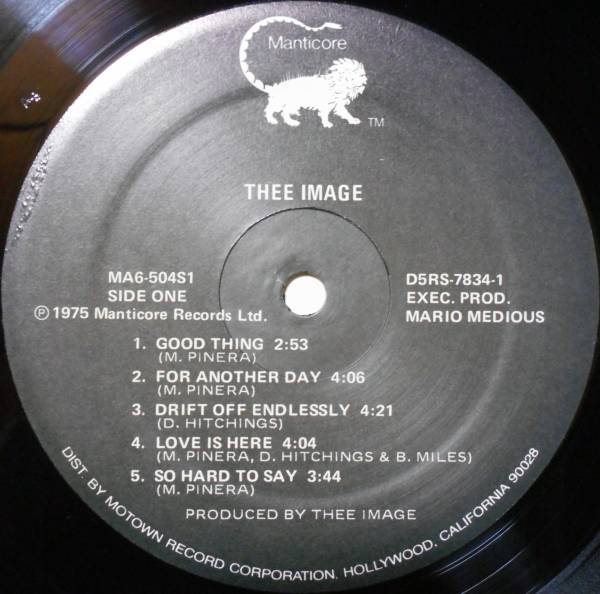 Manticore
TM
THEE IMAGE
MA6-504S1
SIDE ONE
℗ 1975 Manticore Records Ltd.
D5RS-7834-1
EXEC. PROD.
MARIO MEDIOUS
1. GOOD THING 2:53
(M. PINERA)
2. FOR ANOTHER DAY 4:06
(M. PINERA)
3. DRIFT OFF ENDLESSLY 4:21
(D. HITCHINGS)
4. LOVE IS HERE 4:04
(M. PINERA, D. HITCHINGS & B. MILES)
5. SO HARD TO SAY 3:44
(M. PINERA)
PRODUCED BY THEE IMAGE
DIST. BY MOTOWN RECORD CORPORATION, HOLLYWOOD, CALIFORNIA 90028